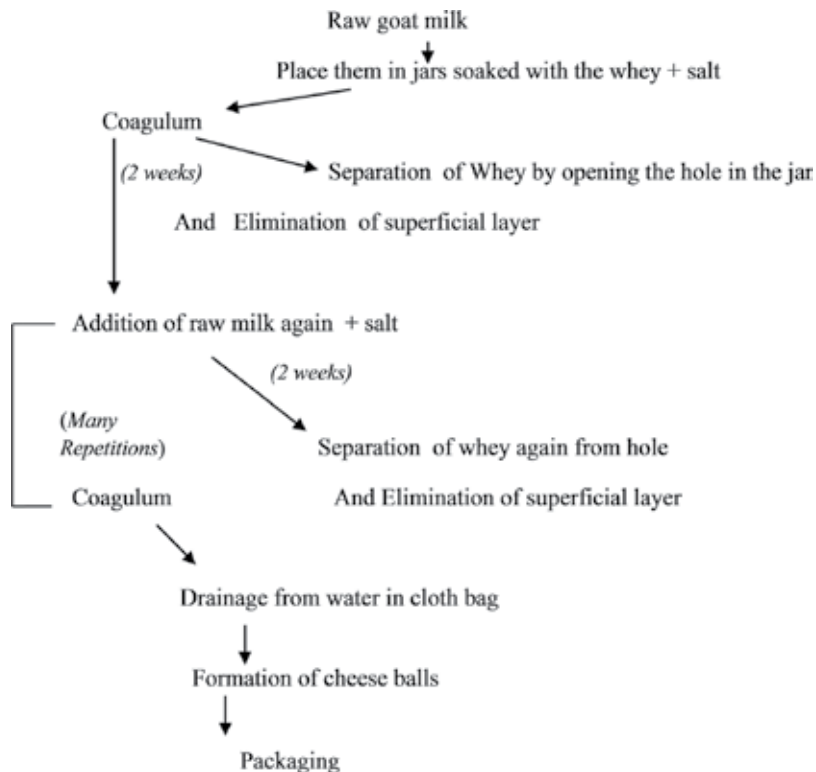 Raw goat milk
Place them in jars soaked with the whey + salt
Coagulum
(2 weeks)
Separation of Whey by opening the hole in the jar
And Elimination of superficial layer
Addition of raw milk again + salt
(2 weeks)
(Many
Repetitions)
Separation of whey again from hole
Coagulum
And Elimination of superficial layer
Drainage from water in cloth bag
Formation of cheese balls
Packaging